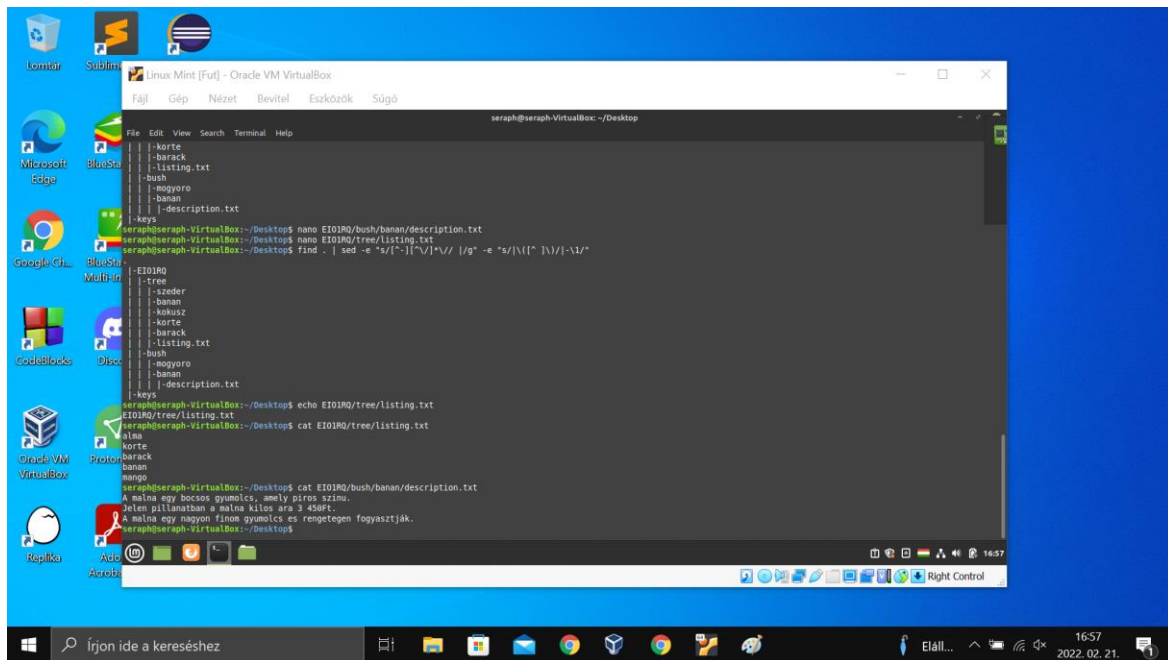 Lomtár
Sublim
Linux Mint [Fut] - Oracle VM VirtualBox
Fájl Gép Nézet Bevitel Eszközök Súgó
seraph@seraph-VirtualBox: ~/Desktop
File Edit View Search Terminal Help
| | |-korte
| | |-barack
| | |-listing.txt
| |-bush
| | |-mogyoro
| | |-banan
| | | |-description.txt
| |-keys
seraph@seraph-VirtualBox:~/Desktop$ nano EIO1RQ/bush/banan/description.txt
seraph@seraph-VirtualBox:~/Desktop$ nano EIO1RQ/tree/listing.txt
seraph@seraph-VirtualBox:~/Desktop$ find . | sed -e "s/[^-][^\/]*\// |/g" -e "s/|\([^ ]\)/|-\1/"
.
|-EIO1RQ
| |-tree
| | |-szeder
| | |-banan
| | |-kokusz
| | |-korte
| | |-barack
| | |-listing.txt
| |-bush
| | |-mogyoro
| | |-banan
| | | |-description.txt
| |-keys
seraph@seraph-VirtualBox:~/Desktop$ echo EIO1RQ/tree/listing.txt
EIO1RQ/tree/listing.txt
seraph@seraph-VirtualBox:~/Desktop$ cat EIO1RQ/tree/listing.txt
alma
korte
barack
banan
mango
seraph@seraph-VirtualBox:~/Desktop$ cat EIO1RQ/bush/banan/description.txt
A malna egy bocsos gyumolcs, amely piros szinu.
Jelen pillanatban a malna kilos ara 3 450Ft.
A malna egy nagyon finom gyumolcs es rengetegen fogyasztják.
seraph@seraph-VirtualBox:~/Desktop$
16:57
Right Control
Microsoft Edge
BlueSta
Google Ch...
BlueSta
Multi-In
CodeBlocks
Disco
Oracle VM
VirtualBox
Proton
Replika
Ado
Acroba
Írjon ide a kereséshez
Eláll...
16:57
2022. 02. 21.
1